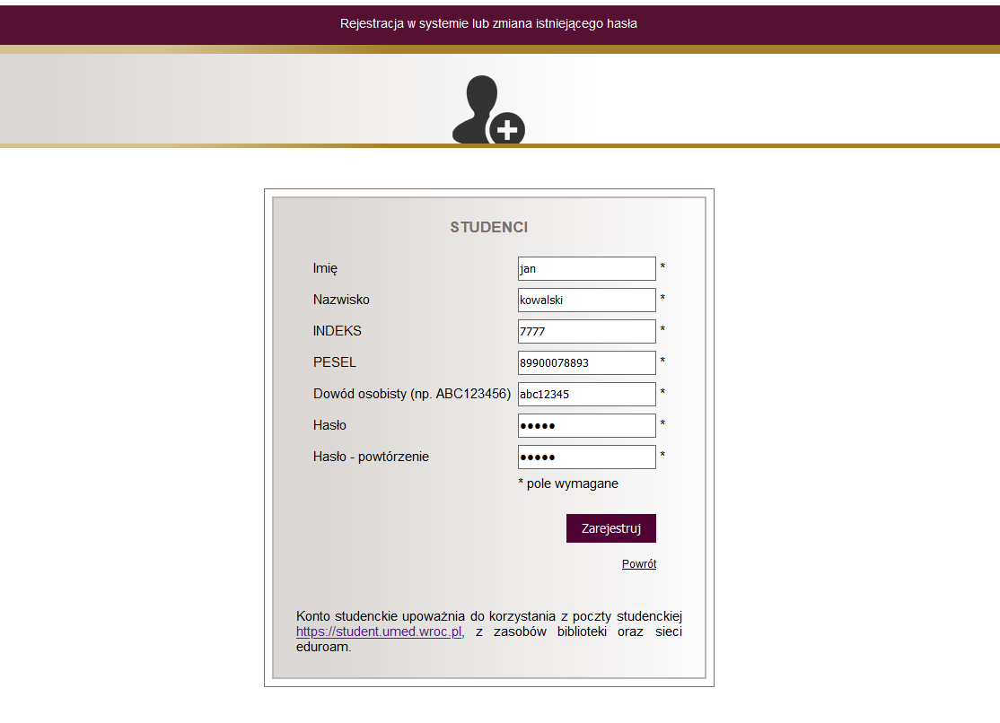 Rejestracja w systemie lub zmiana istniejącego hasła
STUDENCI
Imię jan *
Nazwisko kowalski *
INDEKS 7777 *
PESEL 89900078893 *
Dowód osobisty (np. ABC123456) abc12345 *
Hasło ●●●●● *
Hasło - powtórzenie ●●●●● *
* pole wymagane
Zarejestruj
Powrót
Konto studenckie upoważnia do korzystania z poczty studenckiej
https://student.umed.wroc.pl, z zasobów biblioteki oraz sieci
eduroam.